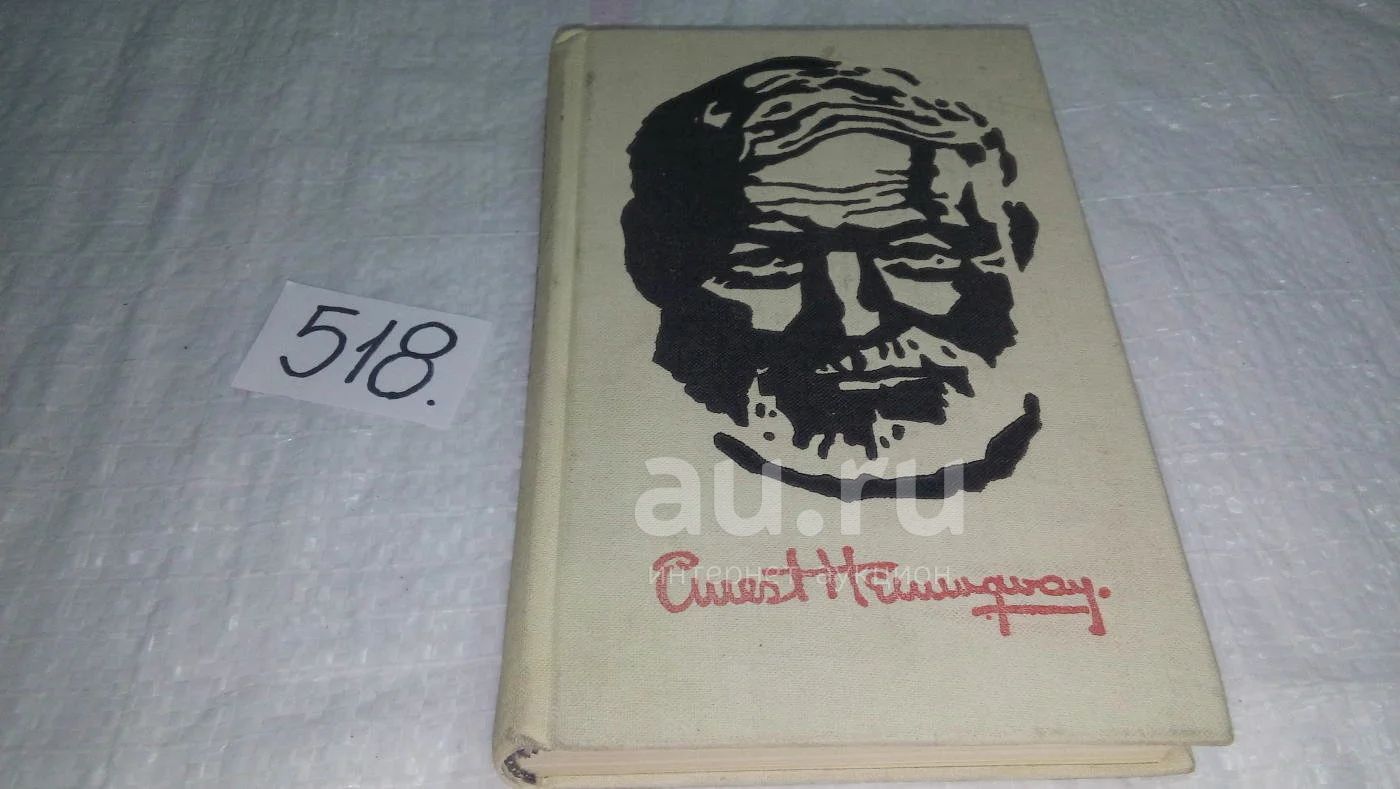 518.
au.ru
интернет аукцион
Ernest Hemingway.